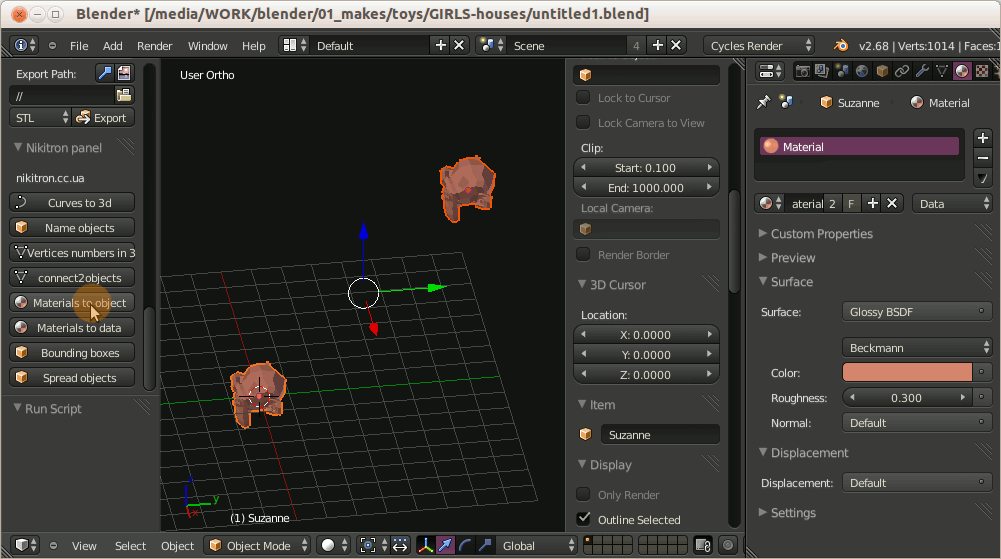 Blender* [/media/WORK/blender/01_makes/toys/GIRLS-houses/untitled1.blend]
File Add Render Window Help Default Scene 4 Cycles Render v2.68 | Verts:1014 | Faces:1
Export Path:
//
STL Export
Nikitron panel
nikitron.cc.ua
Curves to 3d
Name objects
Vertices numbers in 3
connect2objects
Materials to object
Materials to data
Bounding boxes
Spread objects
Run Script
User Ortho
z
y
x
(1) Suzanne
Lock to Cursor
Lock Camera to View
Clip:
Start: 0.100
End: 1000.000
Local Camera:
Render Border
3D Cursor
Location:
X: 0.0000
Y: 0.0000
Z: 0.0000
Item
Suzanne
Display
Only Render
Outline Selected
Suzanne Material
Material
aterial 2 F Data
Custom Properties
Preview
Surface
Surface: Glossy BSDF
Beckmann
Color:
Roughness: 0.300
Normal: Default
Displacement
Displacement: Default
Settings
View Select Object Object Mode Global